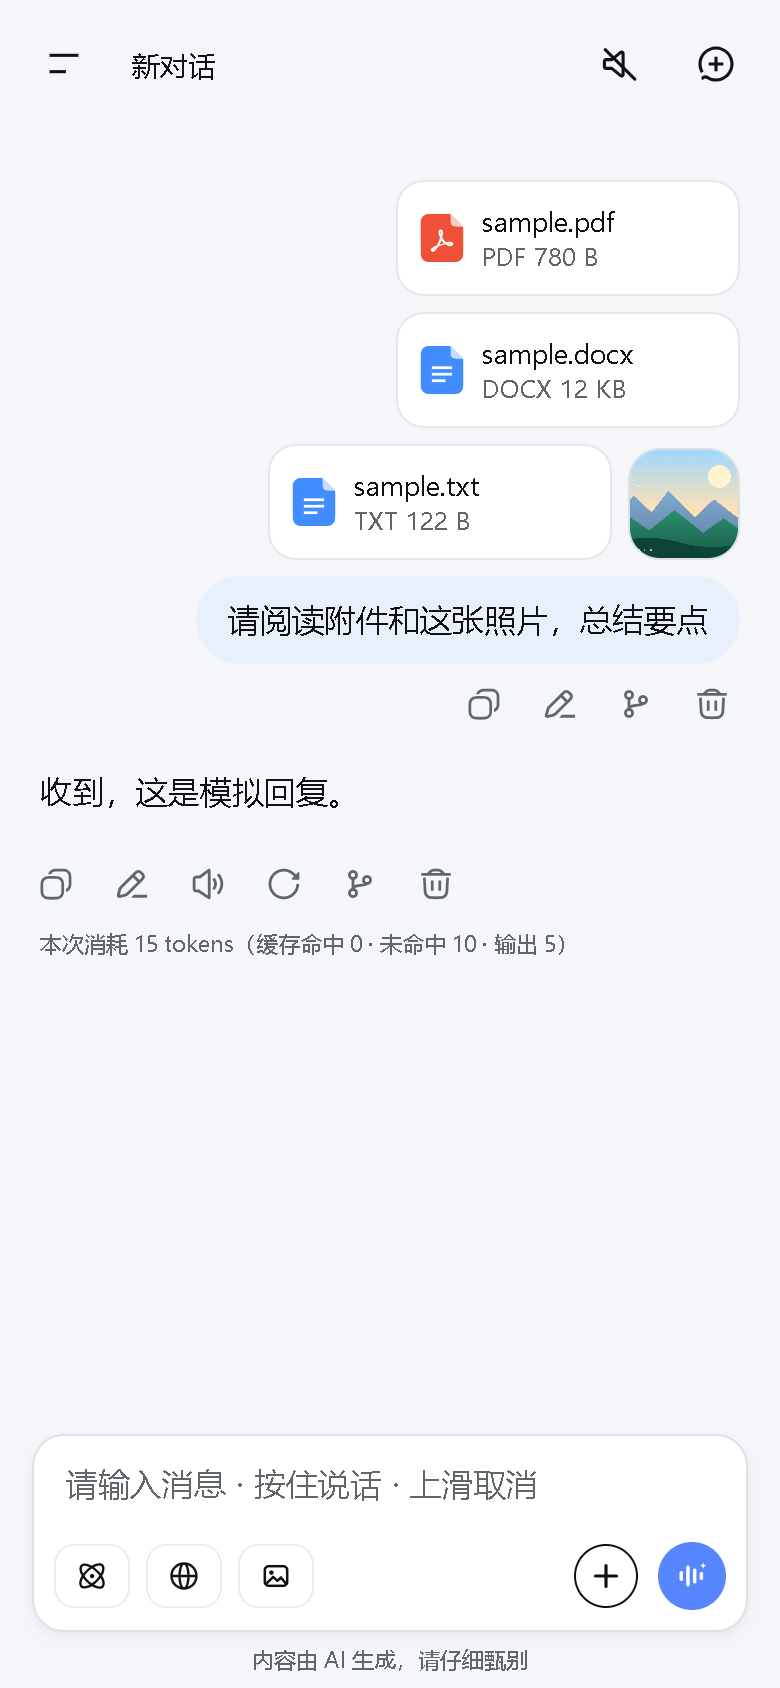 新对话
sample.pdf
PDF 780 B
sample.docx
DOCX 12 KB
sample.txt
TXT 122 B
请阅读附件和这张照片，总结要点
收到，这是模拟回复。
本次消耗 15 tokens（缓存命中 0 · 未命中 10 · 输出 5）
请输入消息 · 按住说话 · 上滑取消
内容由 AI 生成，请仔细甄别